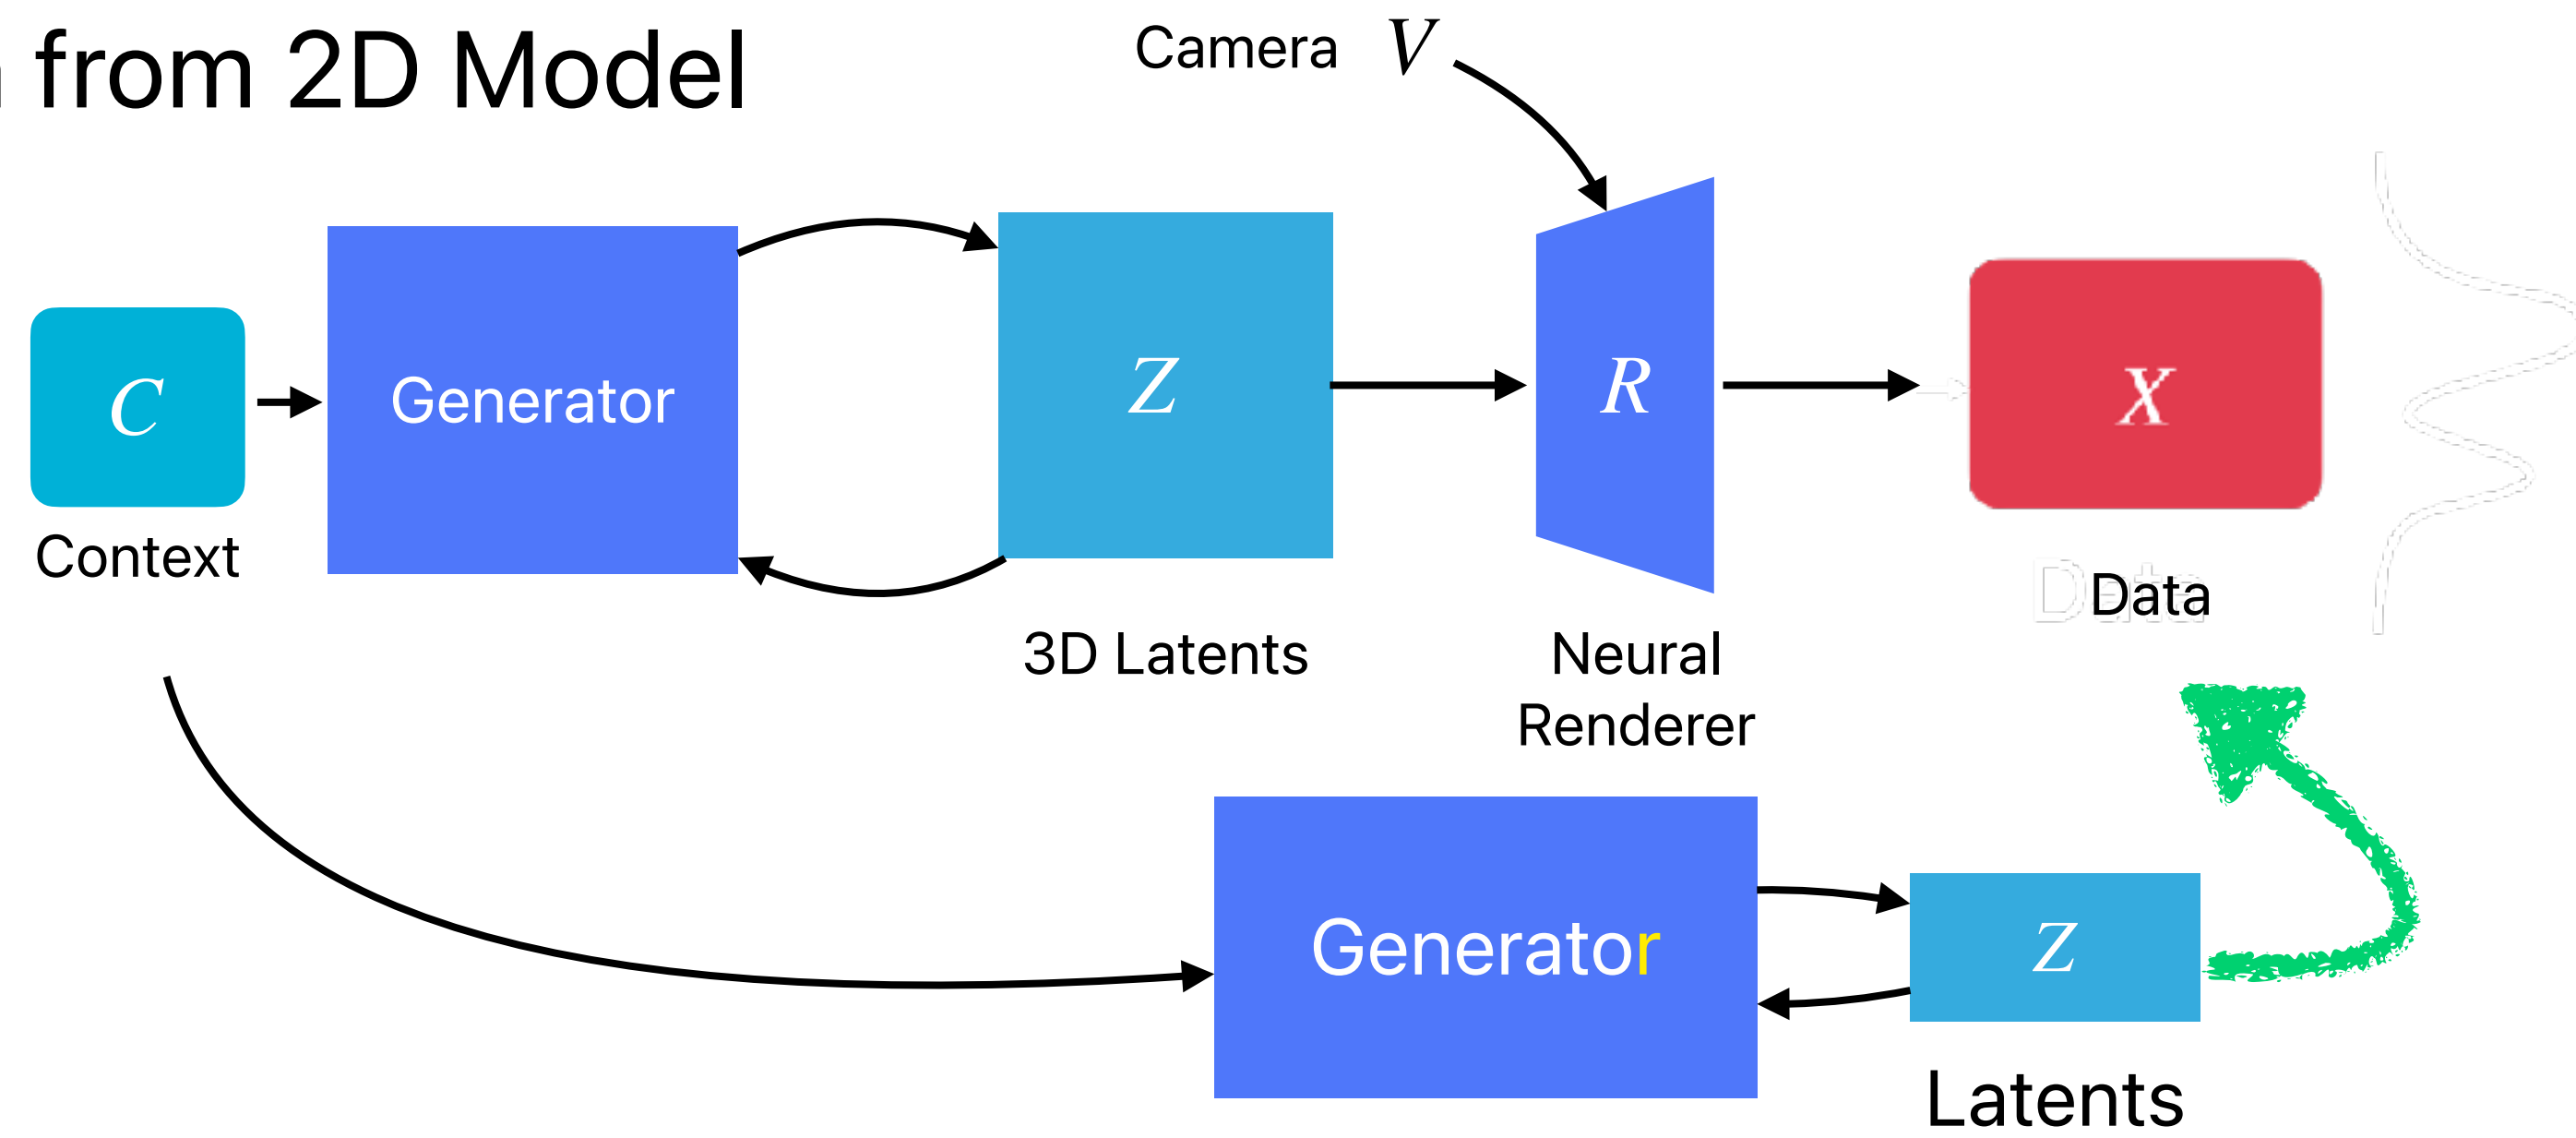 from 2D Model
Camera V
C
Generator
Z
R
X
Context
Data
3D Latents
Neural
Renderer
Generator
Z
Latents